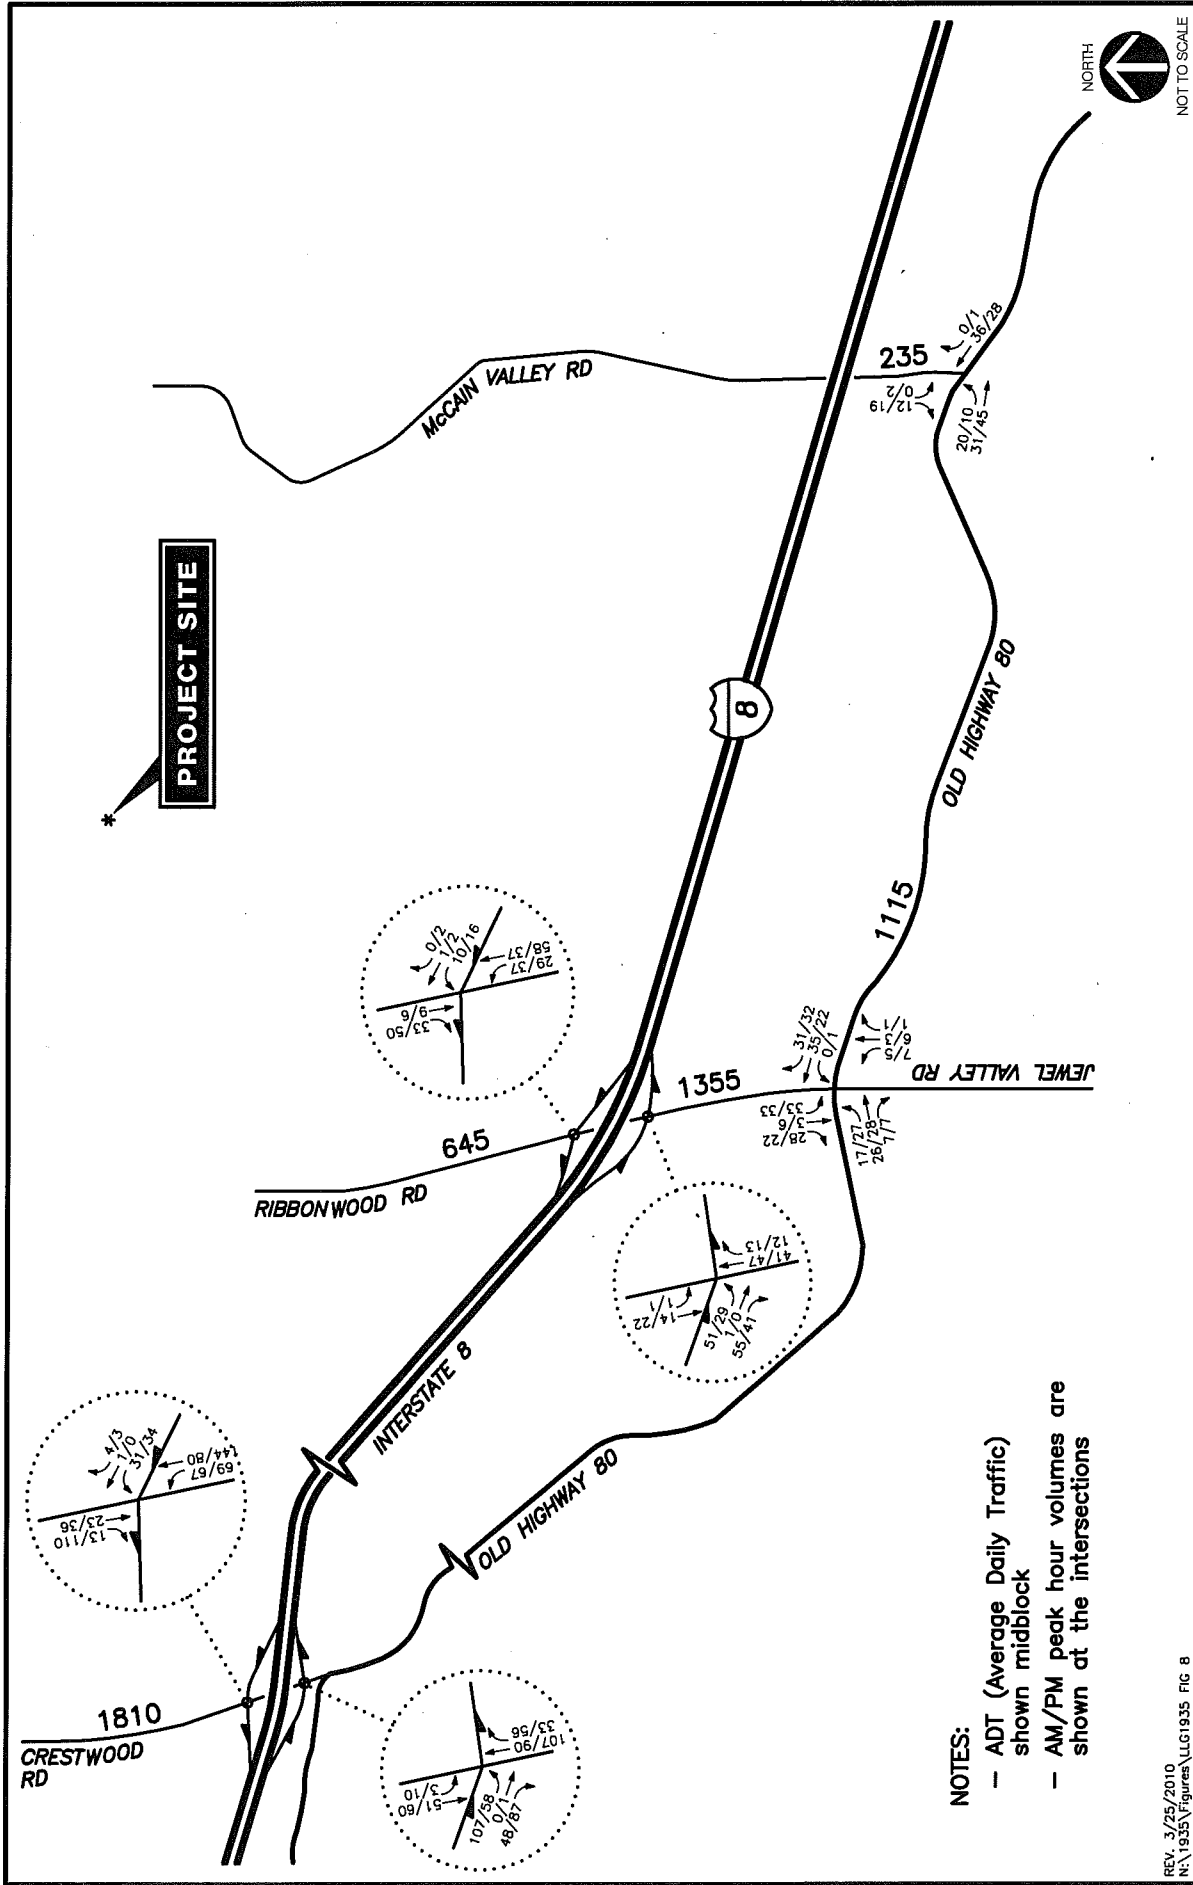 PROJECT SITE
*
NORTH
NOT TO SCALE
McCAIN VALLEY RD
235
0/1
36/28
12/19
0/2
20/10
31/45
8
OLD HIGHWAY 80
1115
0/2
1/2
10/16
33/50
9/6
29/37
58/37
RIBBONWOOD RD
645
1355
31/32
35/22
0/1
28/22
3/6
33/33
17/27
26/28
7/7
7/5
6/3
1/1
JEWEL VALLEY RD
14/22
1/1
51/29
1/0
55/41
41/47
12/13
INTERSTATE 8
OLD HIGHWAY 80
4/3
1/0
31/34
13/110
23/36
69/67
144/80
CRESTWOOD
RD
1810
51/60
3/10
107/58
0/1
48/87
107/90
33/56
NOTES:
— ADT (Average Daily Traffic)
shown midblock
— AM/PM peak hour volumes are
shown at the intersections
REV. 3/25/2010
N:\1935\Figures\LLG1935 FIG 8